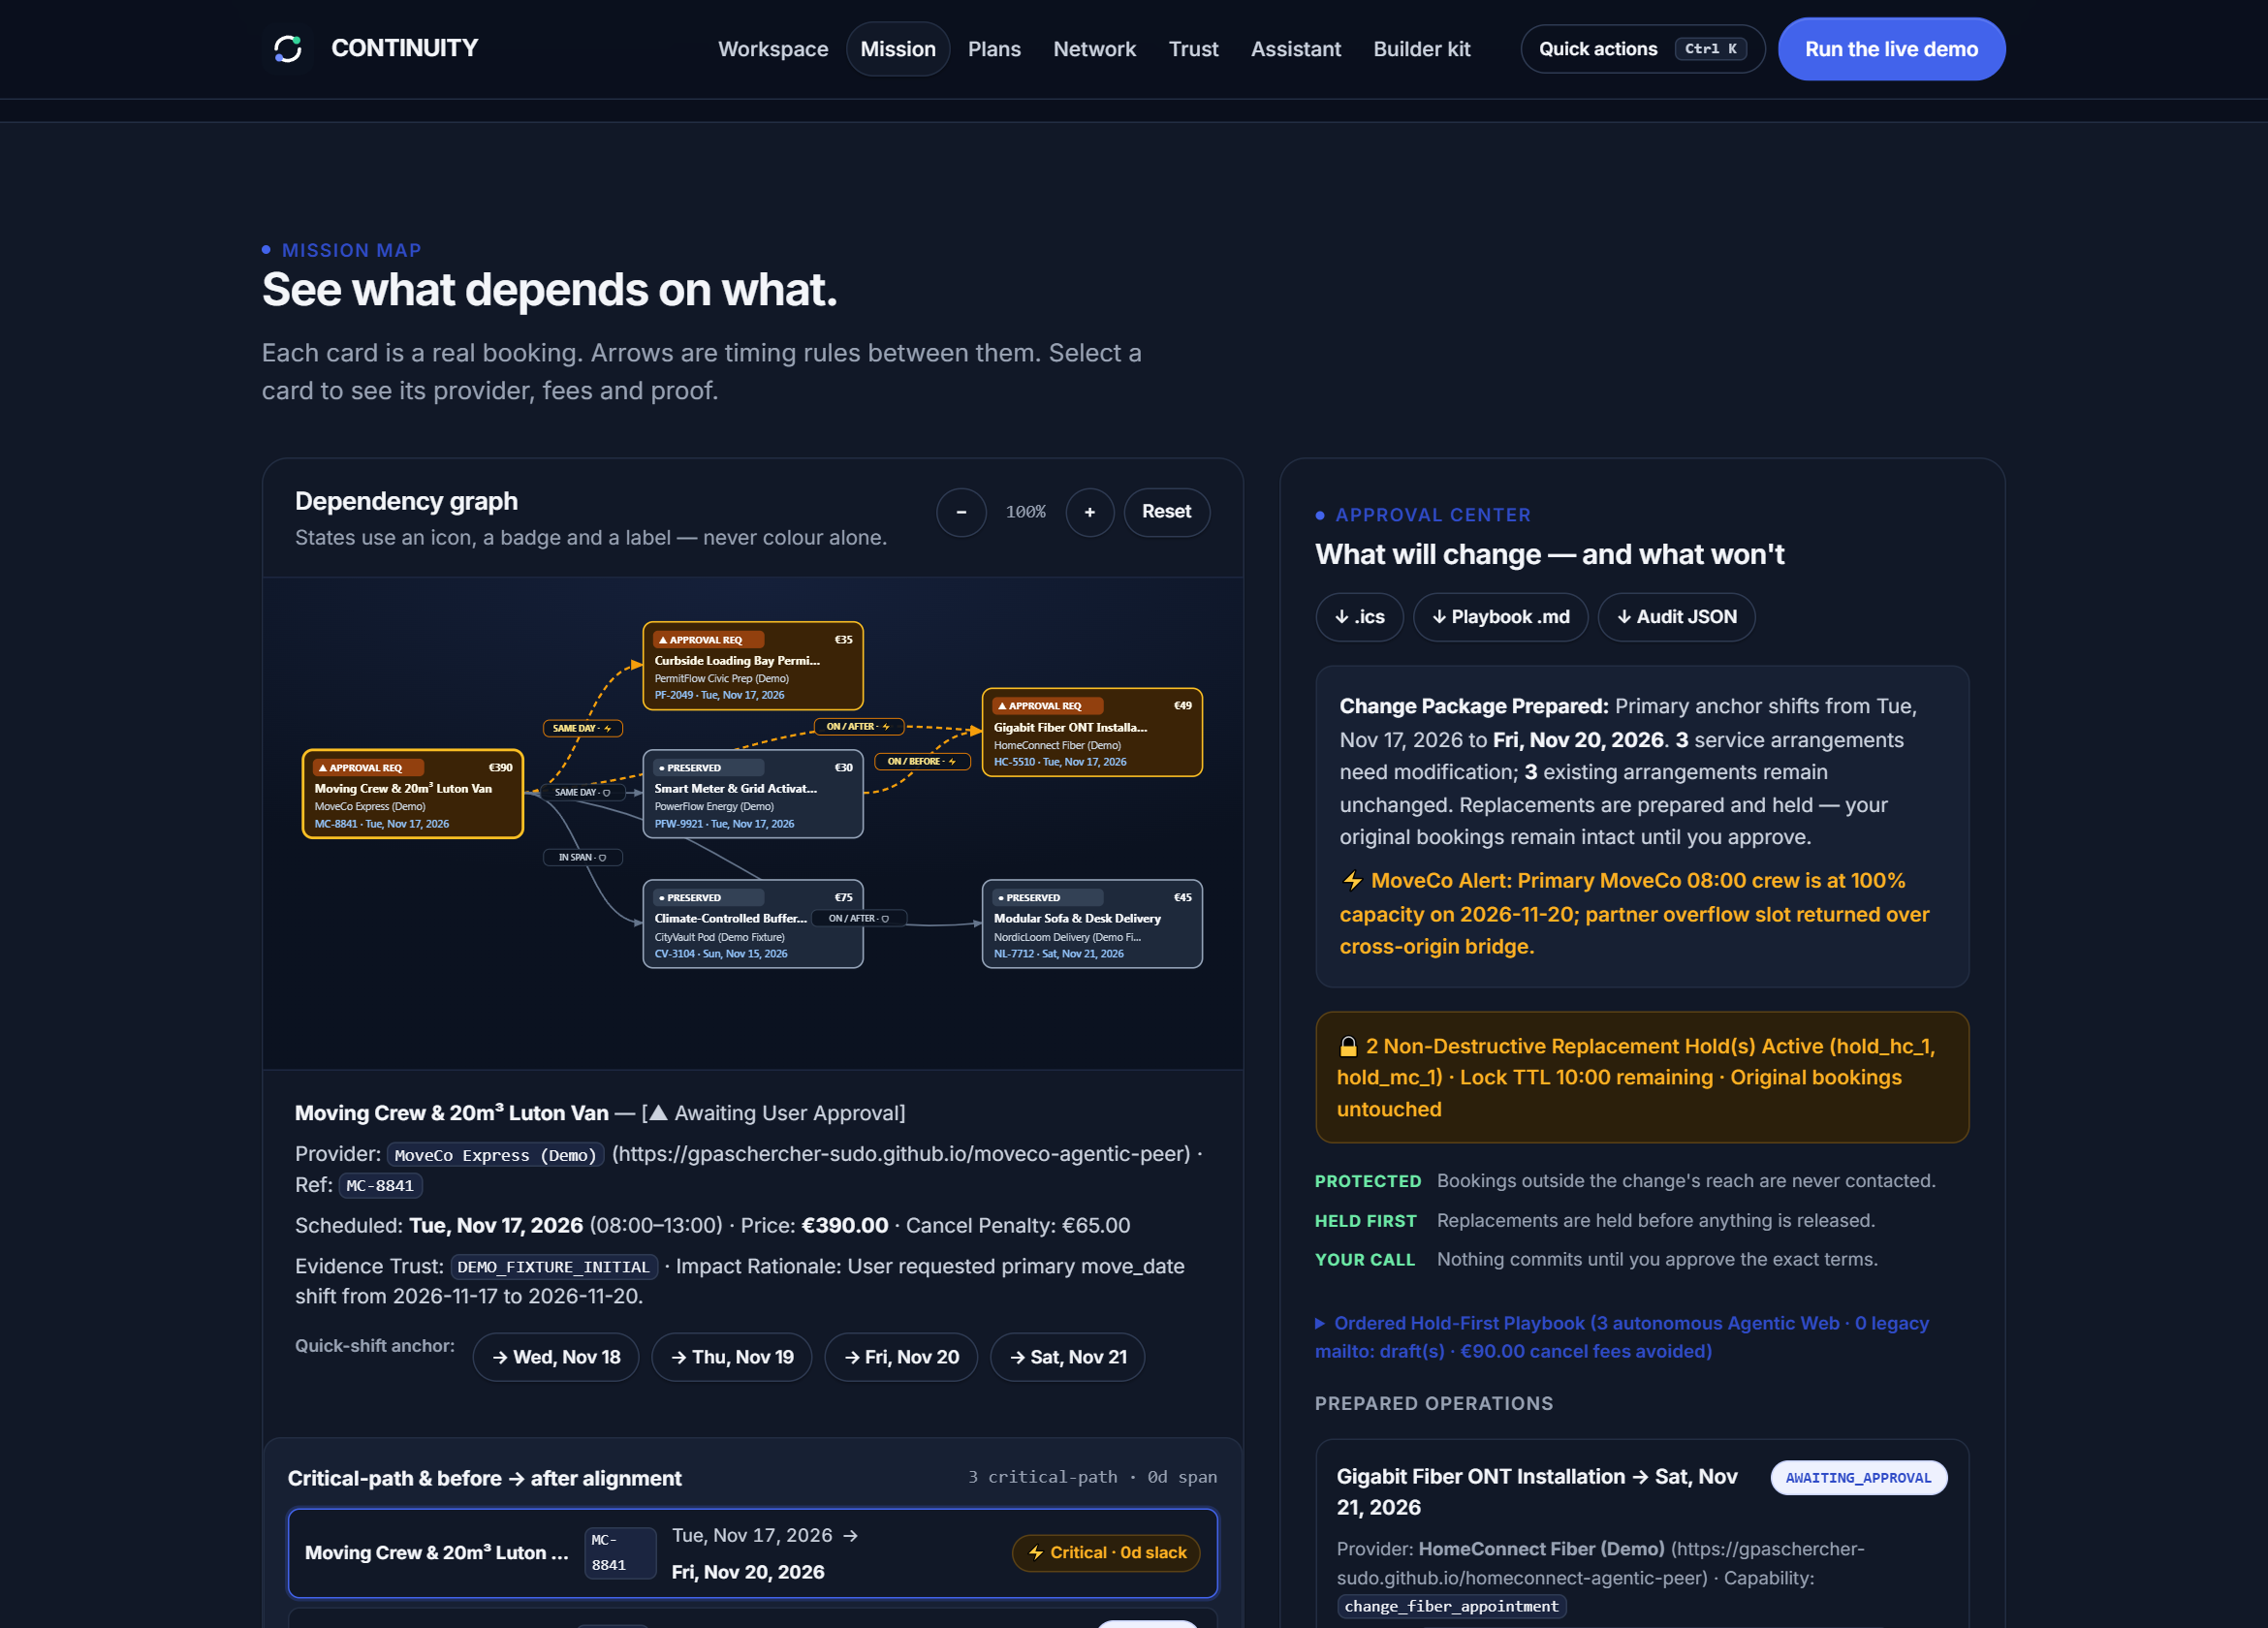 CONTINUITY
Workspace
Mission
Plans
Network
Trust
Assistant
Builder kit
Quick actions Ctrl K
Run the live demo
MISSION MAP
See what depends on what.
Each card is a real booking. Arrows are timing rules between them. Select a
card to see its provider, fees and proof.
Dependency graph
States use an icon, a badge and a label — never colour alone.
− 100% + Reset
▲ APPROVAL REQ €35
Curbside Loading Bay Permi...
PermitFlow Civic Prep (Demo)
PF-2049 · Tue, Nov 17, 2026
▲ APPROVAL REQ €49
Gigabit Fiber ONT Installa...
HomeConnect Fiber (Demo)
HC-5510 · Tue, Nov 17, 2026
SAME DAY · ⚡
ON / AFTER · ⚡
ON / BEFORE · ⚡
▲ APPROVAL REQ €390
Moving Crew & 20m³ Luton Van
MoveCo Express (Demo)
MC-8841 · Tue, Nov 17, 2026
SAME DAY · 🛡
● PRESERVED €30
Smart Meter & Grid Activat...
PowerFlow Energy (Demo)
PFW-9921 · Tue, Nov 17, 2026
IN SPAN · 🛡
● PRESERVED €75
Climate-Controlled Buffer...
CityVault Pod (Demo Fixture)
CV-3104 · Sun, Nov 15, 2026
ON / AFTER · 🛡
● PRESERVED €45
Modular Sofa & Desk Delivery
NordicLoom Delivery (Demo Fi...
NL-7712 · Sat, Nov 21, 2026
Moving Crew & 20m³ Luton Van — [▲ Awaiting User Approval]
Provider: MoveCo Express (Demo) (https://gpaschercher-sudo.github.io/moveco-agentic-peer) ·
Ref: MC-8841
Scheduled: Tue, Nov 17, 2026 (08:00–13:00) · Price: €390.00 · Cancel Penalty: €65.00
Evidence Trust: DEMO_FIXTURE_INITIAL · Impact Rationale: User requested primary move_date
shift from 2026-11-17 to 2026-11-20.
Quick-shift anchor: → Wed, Nov 18 → Thu, Nov 19 → Fri, Nov 20 → Sat, Nov 21
Critical-path & before → after alignment 3 critical-path · 0d span
Moving Crew & 20m³ Luton ...
MC-
8841
Tue, Nov 17, 2026 →
Fri, Nov 20, 2026
⚡ Critical · 0d slack
APPROVAL CENTER
What will change — and what won't
↓ .ics ↓ Playbook .md ↓ Audit JSON
Change Package Prepared: Primary anchor shifts from Tue,
Nov 17, 2026 to Fri, Nov 20, 2026. 3 service arrangements
need modification; 3 existing arrangements remain
unchanged. Replacements are prepared and held — your
original bookings remain intact until you approve.
⚡ MoveCo Alert: Primary MoveCo 08:00 crew is at 100%
capacity on 2026-11-20; partner overflow slot returned over
cross-origin bridge.
🔒 2 Non-Destructive Replacement Hold(s) Active (hold_hc_1,
hold_mc_1) · Lock TTL 10:00 remaining · Original bookings
untouched
PROTECTED Bookings outside the change's reach are never contacted.
HELD FIRST Replacements are held before anything is released.
YOUR CALL Nothing commits until you approve the exact terms.
▶ Ordered Hold-First Playbook (3 autonomous Agentic Web · 0 legacy
mailto: draft(s) · €90.00 cancel fees avoided)
PREPARED OPERATIONS
Gigabit Fiber ONT Installation → Sat, Nov
21, 2026
AWAITING_APPROVAL
Provider: HomeConnect Fiber (Demo) (https://gpaschercher-
sudo.github.io/homeconnect-agentic-peer) · Capability:
change_fiber_appointment